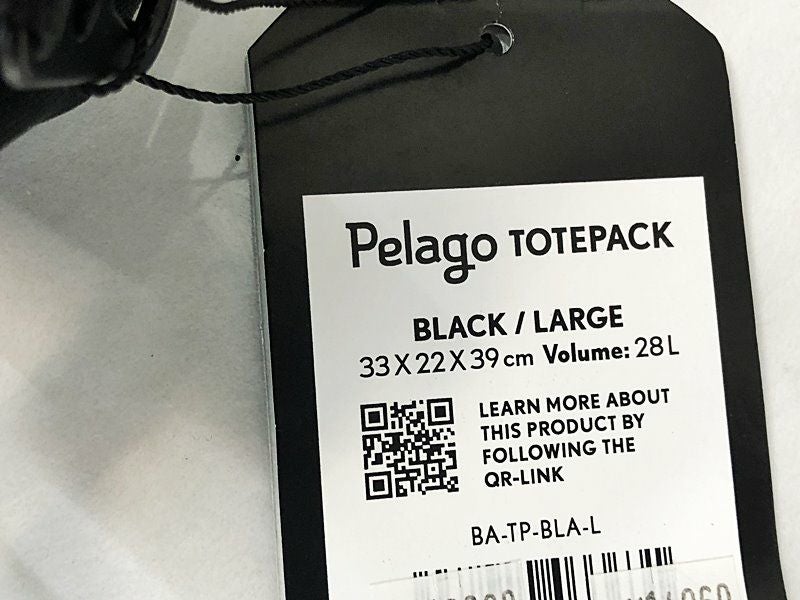 Pelago TOTEPACK
BLACK / LARGE
33 X 22 X 39 cm Volume: 28 L
LEARN MORE ABOUT
THIS PRODUCT BY
FOLLOWING THE
QR-LINK
BA-TP-BLA-L